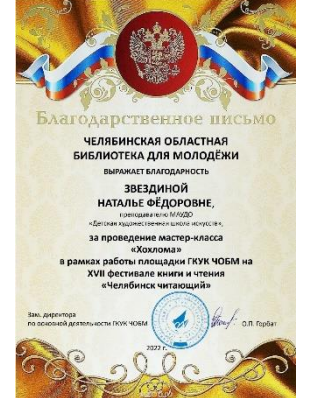 Благодарственное письмо
ЧЕЛЯБИНСКАЯ ОБЛАСТНАЯ
БИБЛИОТЕКА ДЛЯ МОЛОДЁЖИ
ВЫРАЖАЕТ БЛАГОДАРНОСТЬ
ЗВЕЗДИНОЙ
НАТАЛЬЕ ФЁДОРОВНЕ,
преподавателю МАУДО
«Детская художественная школа искусств»,
за проведение мастер-класса
«Хохлома»
в рамках работы площадки ГКУК ЧОБМ на
XVII фестивале книги и чтения
«Челябинск читающий»
Зам. директора
по основной деятельности ГКУК ЧОБМ
О.П. Горбат
2022 г.